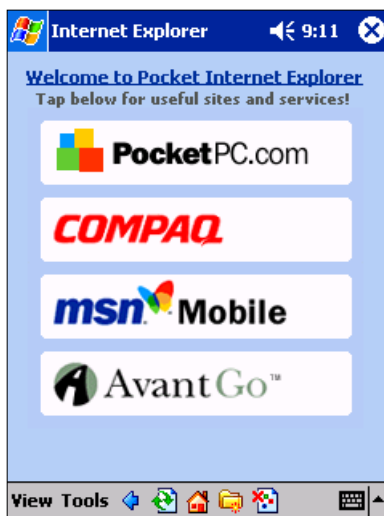 Internet Explorer 9:11
Welcome to Pocket Internet Explorer
Tap below for useful sites and services!
PocketPC.com
COMPAQ
msn Mobile
AvantGo™
View Tools